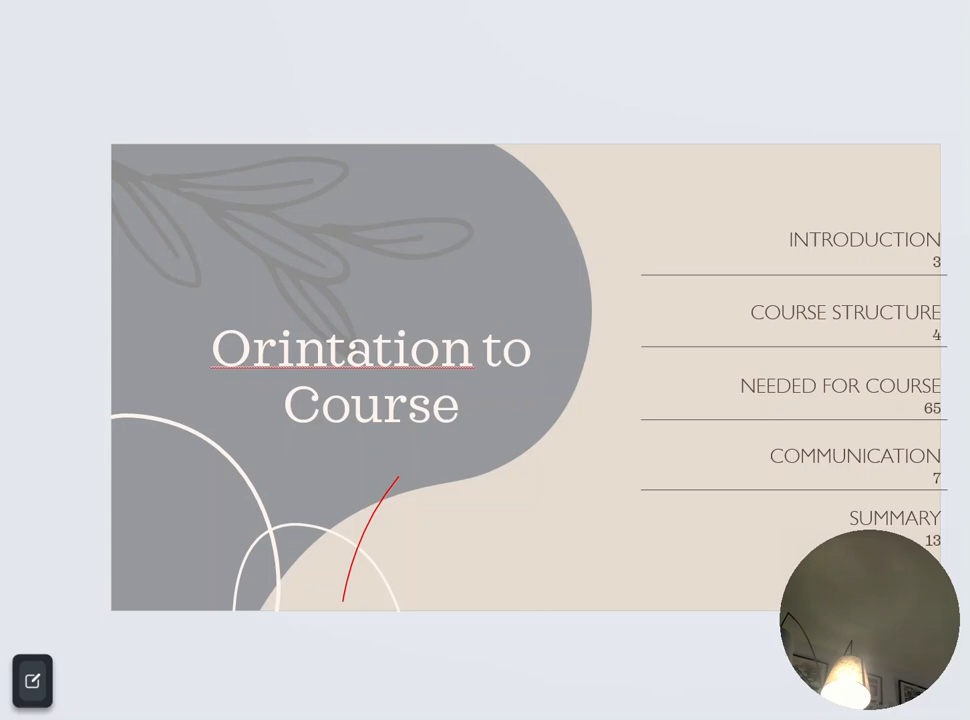 Orintation to
Course
INTRODUCTION
3
COURSE STRUCTURE
4
NEEDED FOR COURSE
65
COMMUNICATION
7
SUMMARY
13